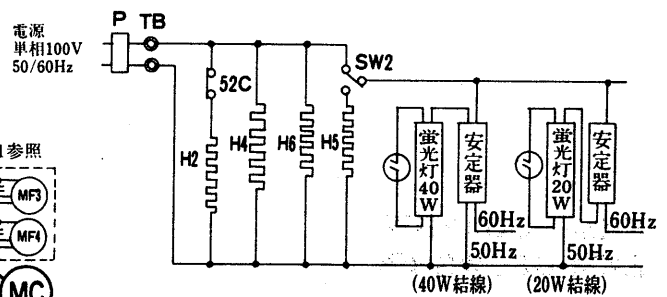 電源
単相100V
50/60Hz
P TB
52C
SW2
H2
H4
H6
H5
参照
MF3
MF4
MC
蛍光灯40W
安定器
60Hz
50Hz
(40W結線)
蛍光灯20W
安定器
60Hz
50Hz
(20W結線)